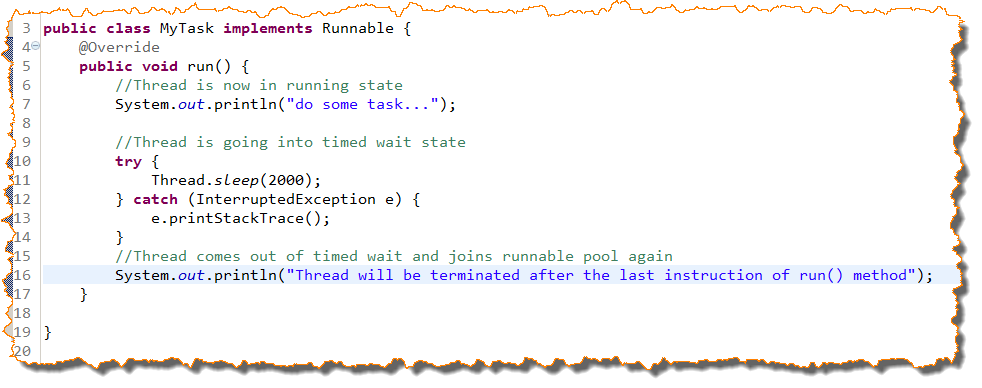 3 public class MyTask implements Runnable {
4 @Override
5 public void run() {
6 //Thread is now in running state
7 System.out.println("do some task...");
8
9 //Thread is going into timed wait state
10 try {
11 Thread.sleep(2000);
12 } catch (InterruptedException e) {
13 e.printStackTrace();
14 }
15 //Thread comes out of timed wait and joins runnable pool again
16 System.out.println("Thread will be terminated after the last instruction of run() method");
17 }
18
19 }
20